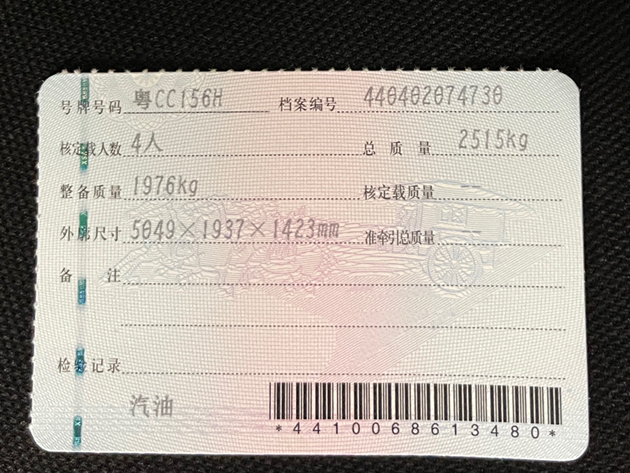 号牌号码 粤CC156H 档案编号 440402074730
核定载人数 4人 总质量 2515kg
整备质量 1976kg 核定载质量 --
外廓尺寸 5049×1937×1423mm 准牵引总质量 --
备注
检验记录
汽油
*4410068613480*